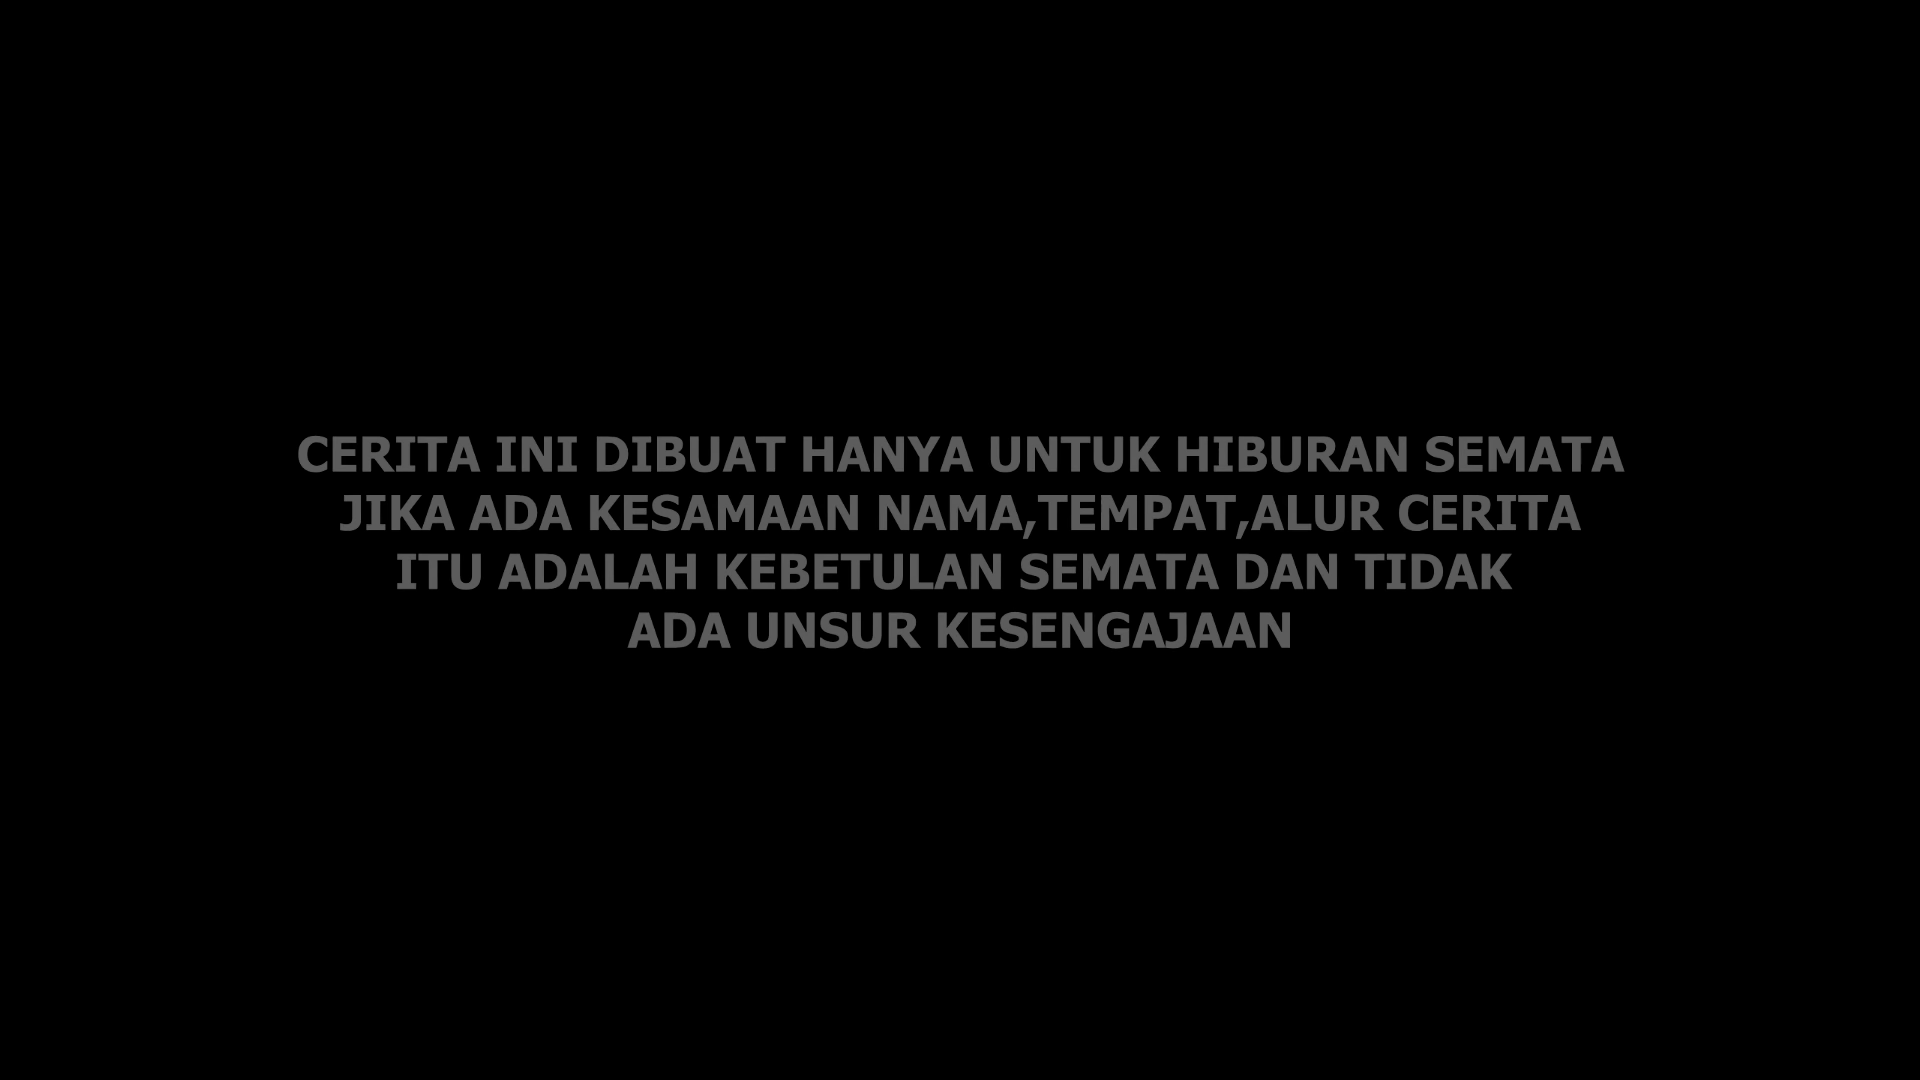 CERITA INI DIBUAT HANYA UNTUK HIBURAN SEMATA
JIKA ADA KESAMAAN NAMA,TEMPAT,ALUR CERITA
ITU ADALAH KEBETULAN SEMATA DAN TIDAK
ADA UNSUR KESENGAJAAN